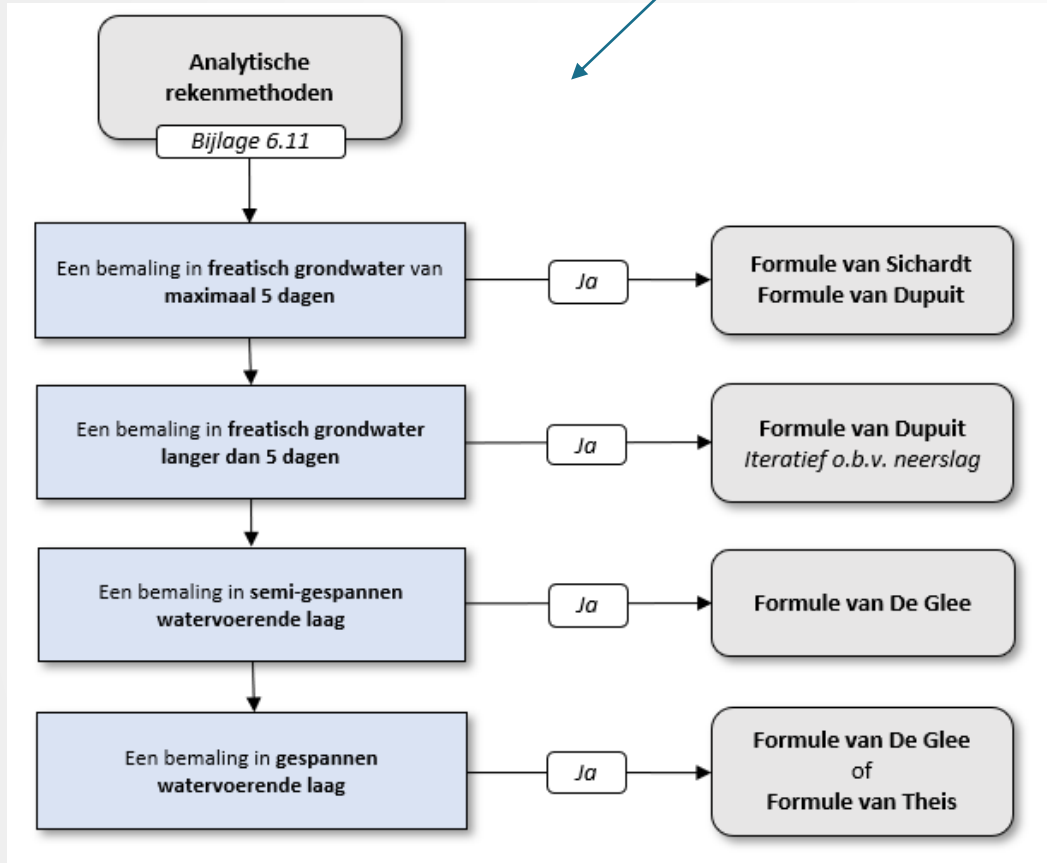 Analytische
rekenmethoden
Bijlage 6.11
Een bemaling in freatisch grondwater van
maximaal 5 dagen
Ja
Formule van Sichardt
Formule van Dupuit
Een bemaling in freatisch grondwater
langer dan 5 dagen
Ja
Formule van Dupuit
Iteratief o.b.v. neerslag
Een bemaling in semi-gespannen
watervoerende laag
Ja
Formule van De Glee
Een bemaling in gespannen
watervoerende laag
Ja
Formule van De Glee
of
Formule van Theis